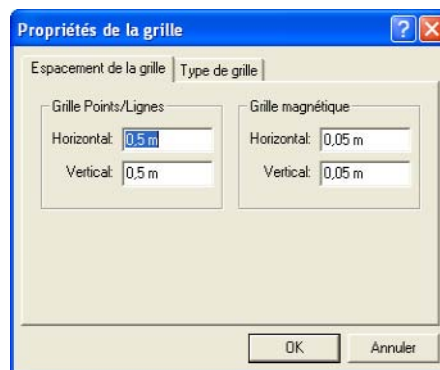 Propriétés de la grille
Espacement de la grille Type de grille
Grille Points/Lignes
Horizontal: 0,5 m
Vertical: 0,5 m
Grille magnétique
Horizontal: 0,05 m
Vertical: 0,05 m
OK Annuler